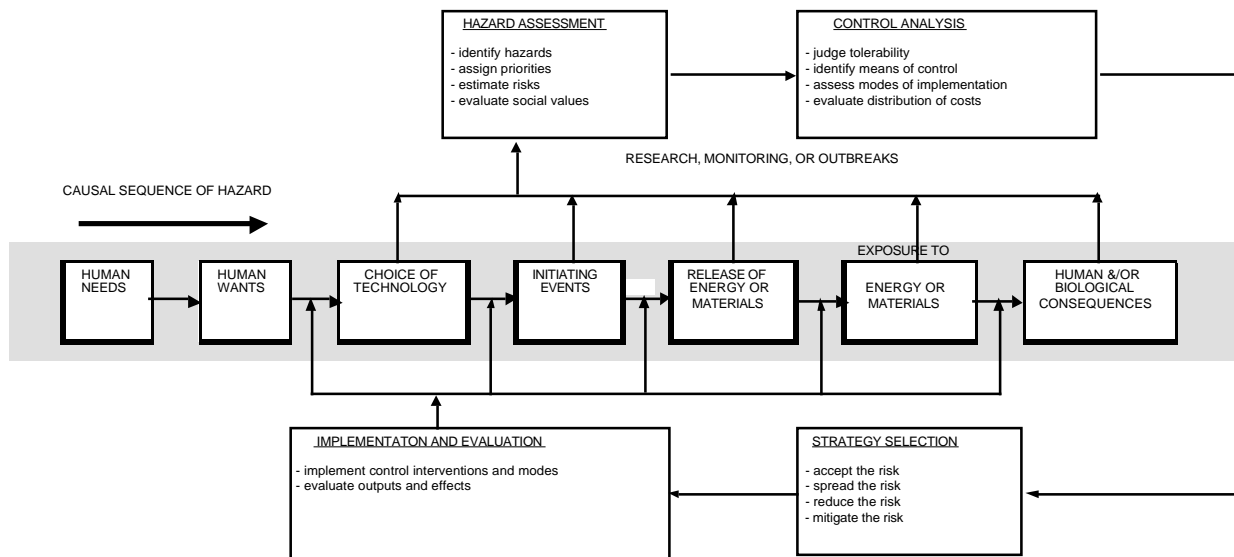 HAZARD ASSESSMENT
- identify hazards
- assign priorities
- estimate risks
- evaluate social values
CONTROL ANALYSIS
- judge tolerability
- identify means of control
- assess modes of implementation
- evaluate distribution of costs
RESEARCH, MONITORING, OR OUTBREAKS
CAUSAL SEQUENCE OF HAZARD
HUMAN
NEEDS
HUMAN
WANTS
CHOICE OF
TECHNOLOGY
INITIATING
EVENTS
RELEASE OF
ENERGY OR
MATERIALS
EXPOSURE TO
ENERGY OR
MATERIALS
HUMAN &/OR
BIOLOGICAL
CONSEQUENCES
IMPLEMENTATON AND EVALUATION
- implement control interventions and modes
- evaluate outputs and effects
STRATEGY SELECTION
- accept the risk
- spread the risk
- reduce the risk
- mitigate the risk